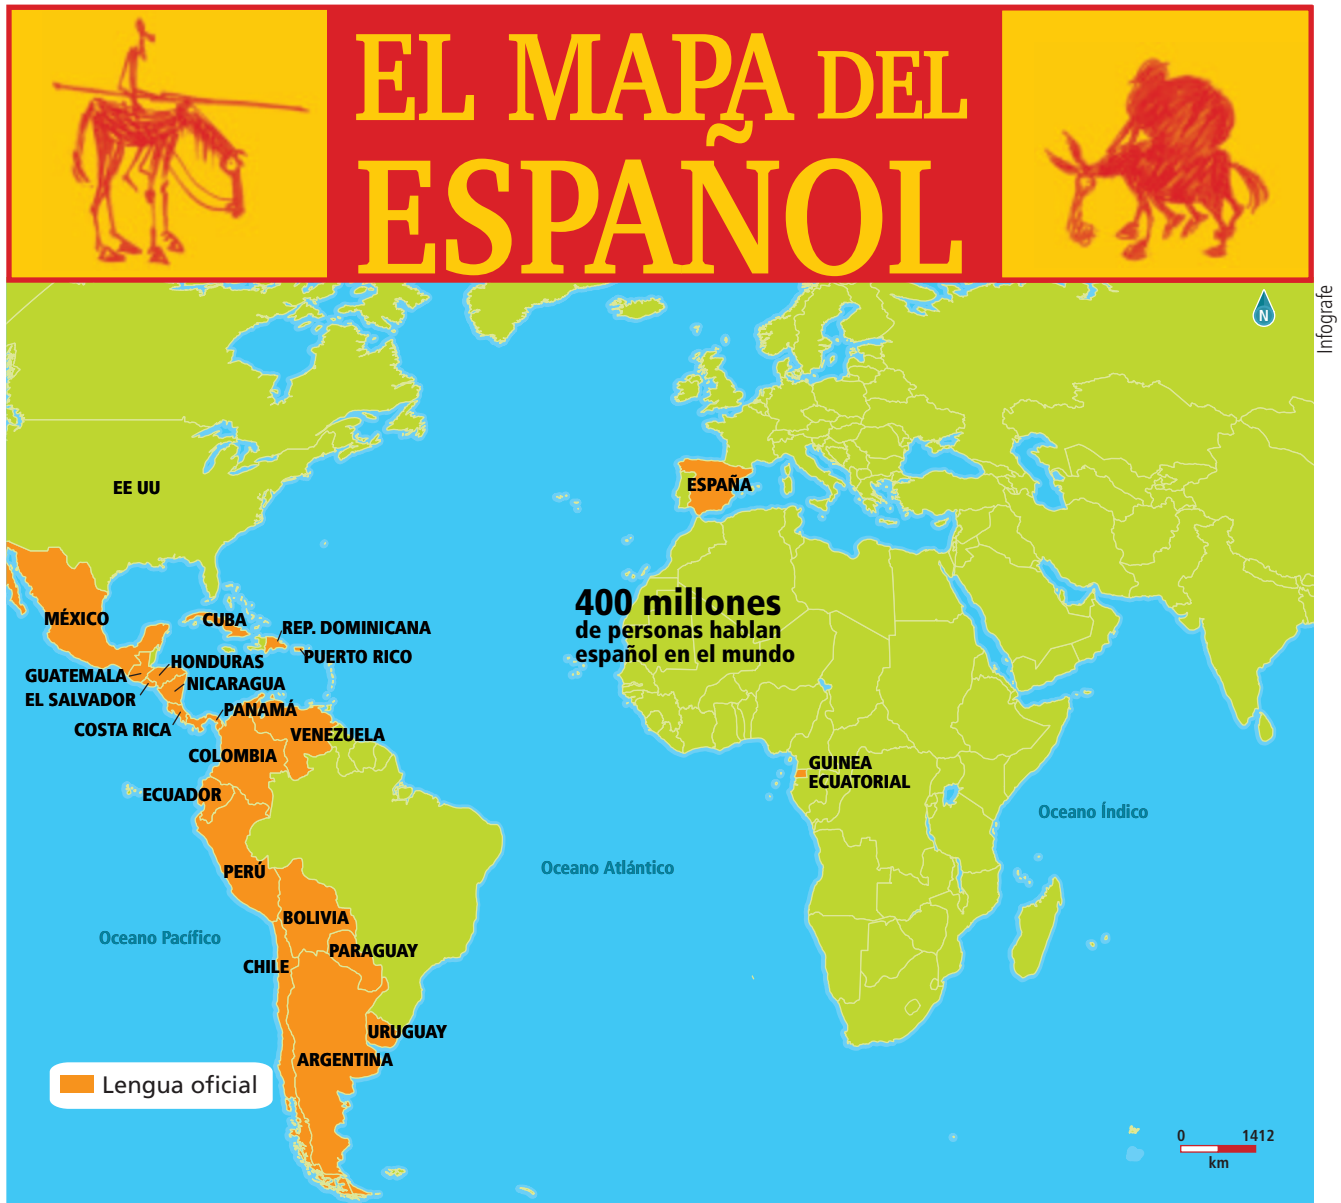 EL MAPA DEL
ESPAÑOL
Infografe
N
EE UU
ESPAÑA
400 millones
de personas hablan
español en el mundo
MÉXICO
CUBA
REP. DOMINICANA
PUERTO RICO
GUATEMALA
HONDURAS
EL SALVADOR
NICARAGUA
COSTA RICA
PANAMÁ
VENEZUELA
COLOMBIA
GUINEA
ECUATORIAL
ECUADOR
Oceano Índico
PERÚ
Oceano Atlántico
BOLIVIA
Oceano Pacífico
PARAGUAY
CHILE
URUGUAY
ARGENTINA
Lengua oficial
0 1412
km